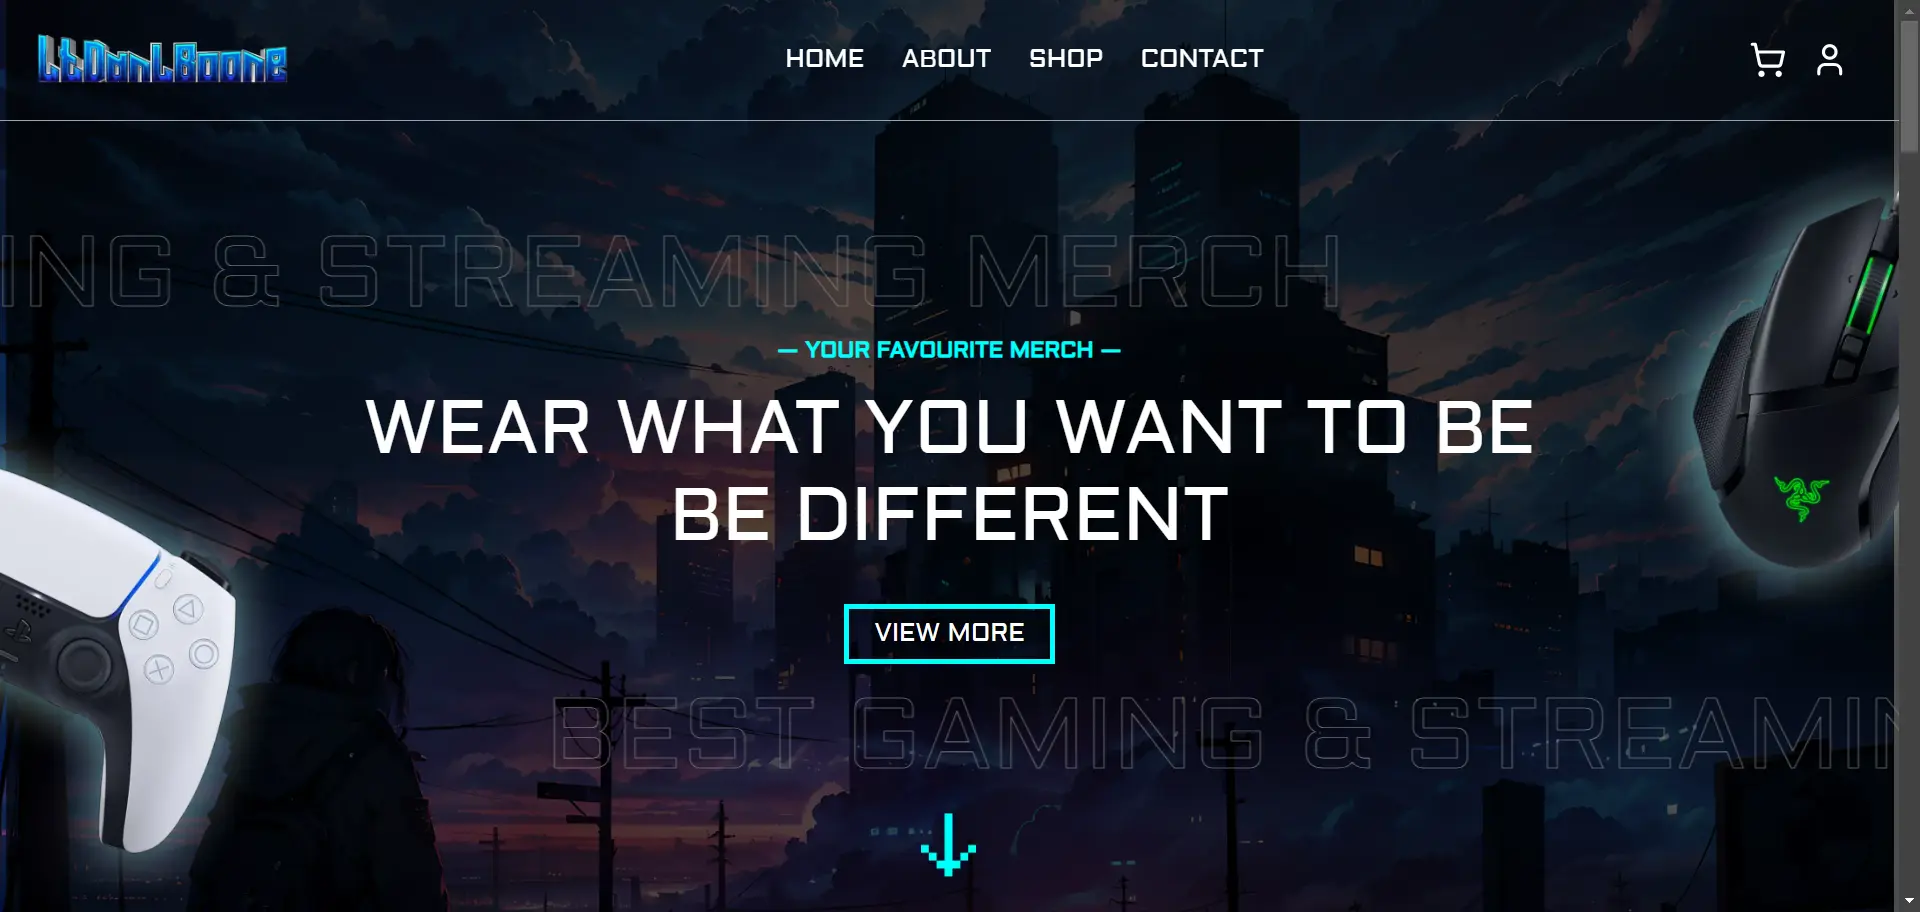 LtDanLBoone
HOME ABOUT SHOP CONTACT
ING & STREAMING MERCH
— YOUR FAVOURITE MERCH —
WEAR WHAT YOU WANT TO BE
BE DIFFERENT
VIEW MORE
BEST GAMING & STREAMIN